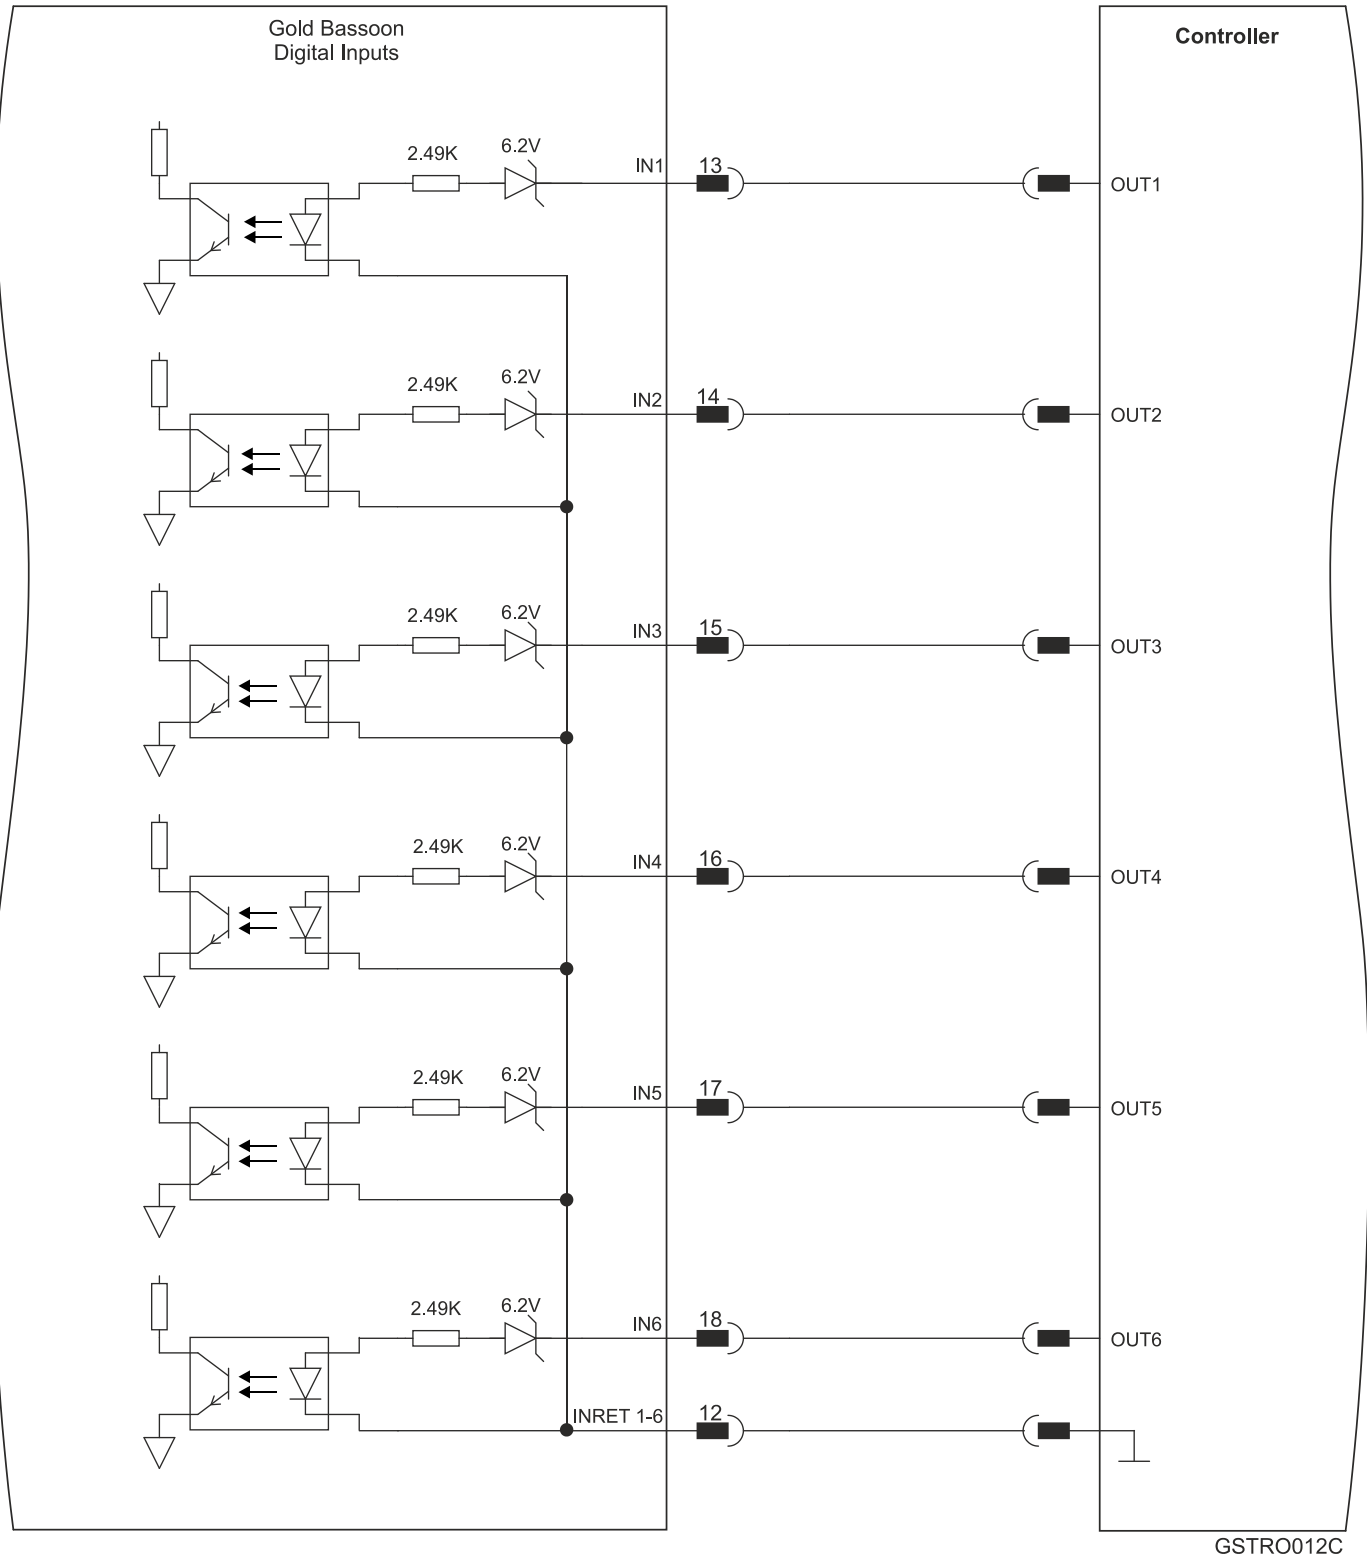 Gold Bassoon
Digital Inputs
Controller
2.49K 6.2V IN1 13 OUT1
2.49K 6.2V IN2 14 OUT2
2.49K 6.2V IN3 15 OUT3
2.49K 6.2V IN4 16 OUT4
2.49K 6.2V IN5 17 OUT5
2.49K 6.2V IN6 18 OUT6
INRET 1-6 12
GSTRO012C